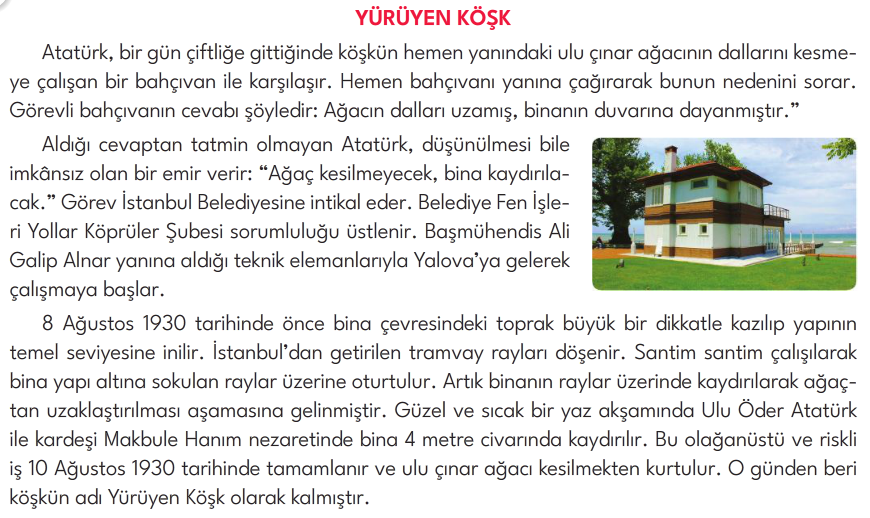 YÜRÜYEN KÖŞK
Atatürk, bir gün çiftliğe gittiğinde köşkün hemen yanındaki ulu çınar ağacının dallarını kesme-
ye çalışan bir bahçıvan ile karşılaşır. Hemen bahçıvanı yanına çağırarak bunun nedenini sorar.
Görevli bahçıvanın cevabı şöyledir: Ağacın dalları uzamış, binanın duvarına dayanmıştır.”
Aldığı cevaptan tatmin olmayan Atatürk, düşünülmesi bile
imkânsız olan bir emir verir: “Ağaç kesilmeyecek, bina kaydırıla-
cak.” Görev İstanbul Belediyesine intikal eder. Belediye Fen İşle-
ri Yollar Köprüler Şubesi sorumluluğu üstlenir. Başmühendis Ali
Galip Alnar yanına aldığı teknik elemanlarıyla Yalova’ya gelerek
çalışmaya başlar.
8 Ağustos 1930 tarihinde önce bina çevresindeki toprak büyük bir dikkatle kazılıp yapının
temel seviyesine inilir. İstanbul’dan getirilen tramvay rayları döşenir. Santim santim çalışılarak
bina yapı altına sokulan raylar üzerine oturtulur. Artık binanın raylar üzerinde kaydırılarak ağaç-
tan uzaklaştırılması aşamasına gelinmiştir. Güzel ve sıcak bir yaz akşamında Ulu Öder Atatürk
ile kardeşi Makbule Hanım nezaretinde bina 4 metre civarında kaydırılır. Bu olağanüstü ve riskli
iş 10 Ağustos 1930 tarihinde tamamlanır ve ulu çınar ağacı kesilmekten kurtulur. O günden beri
köşkün adı Yürüyen Köşk olarak kalmıştır.